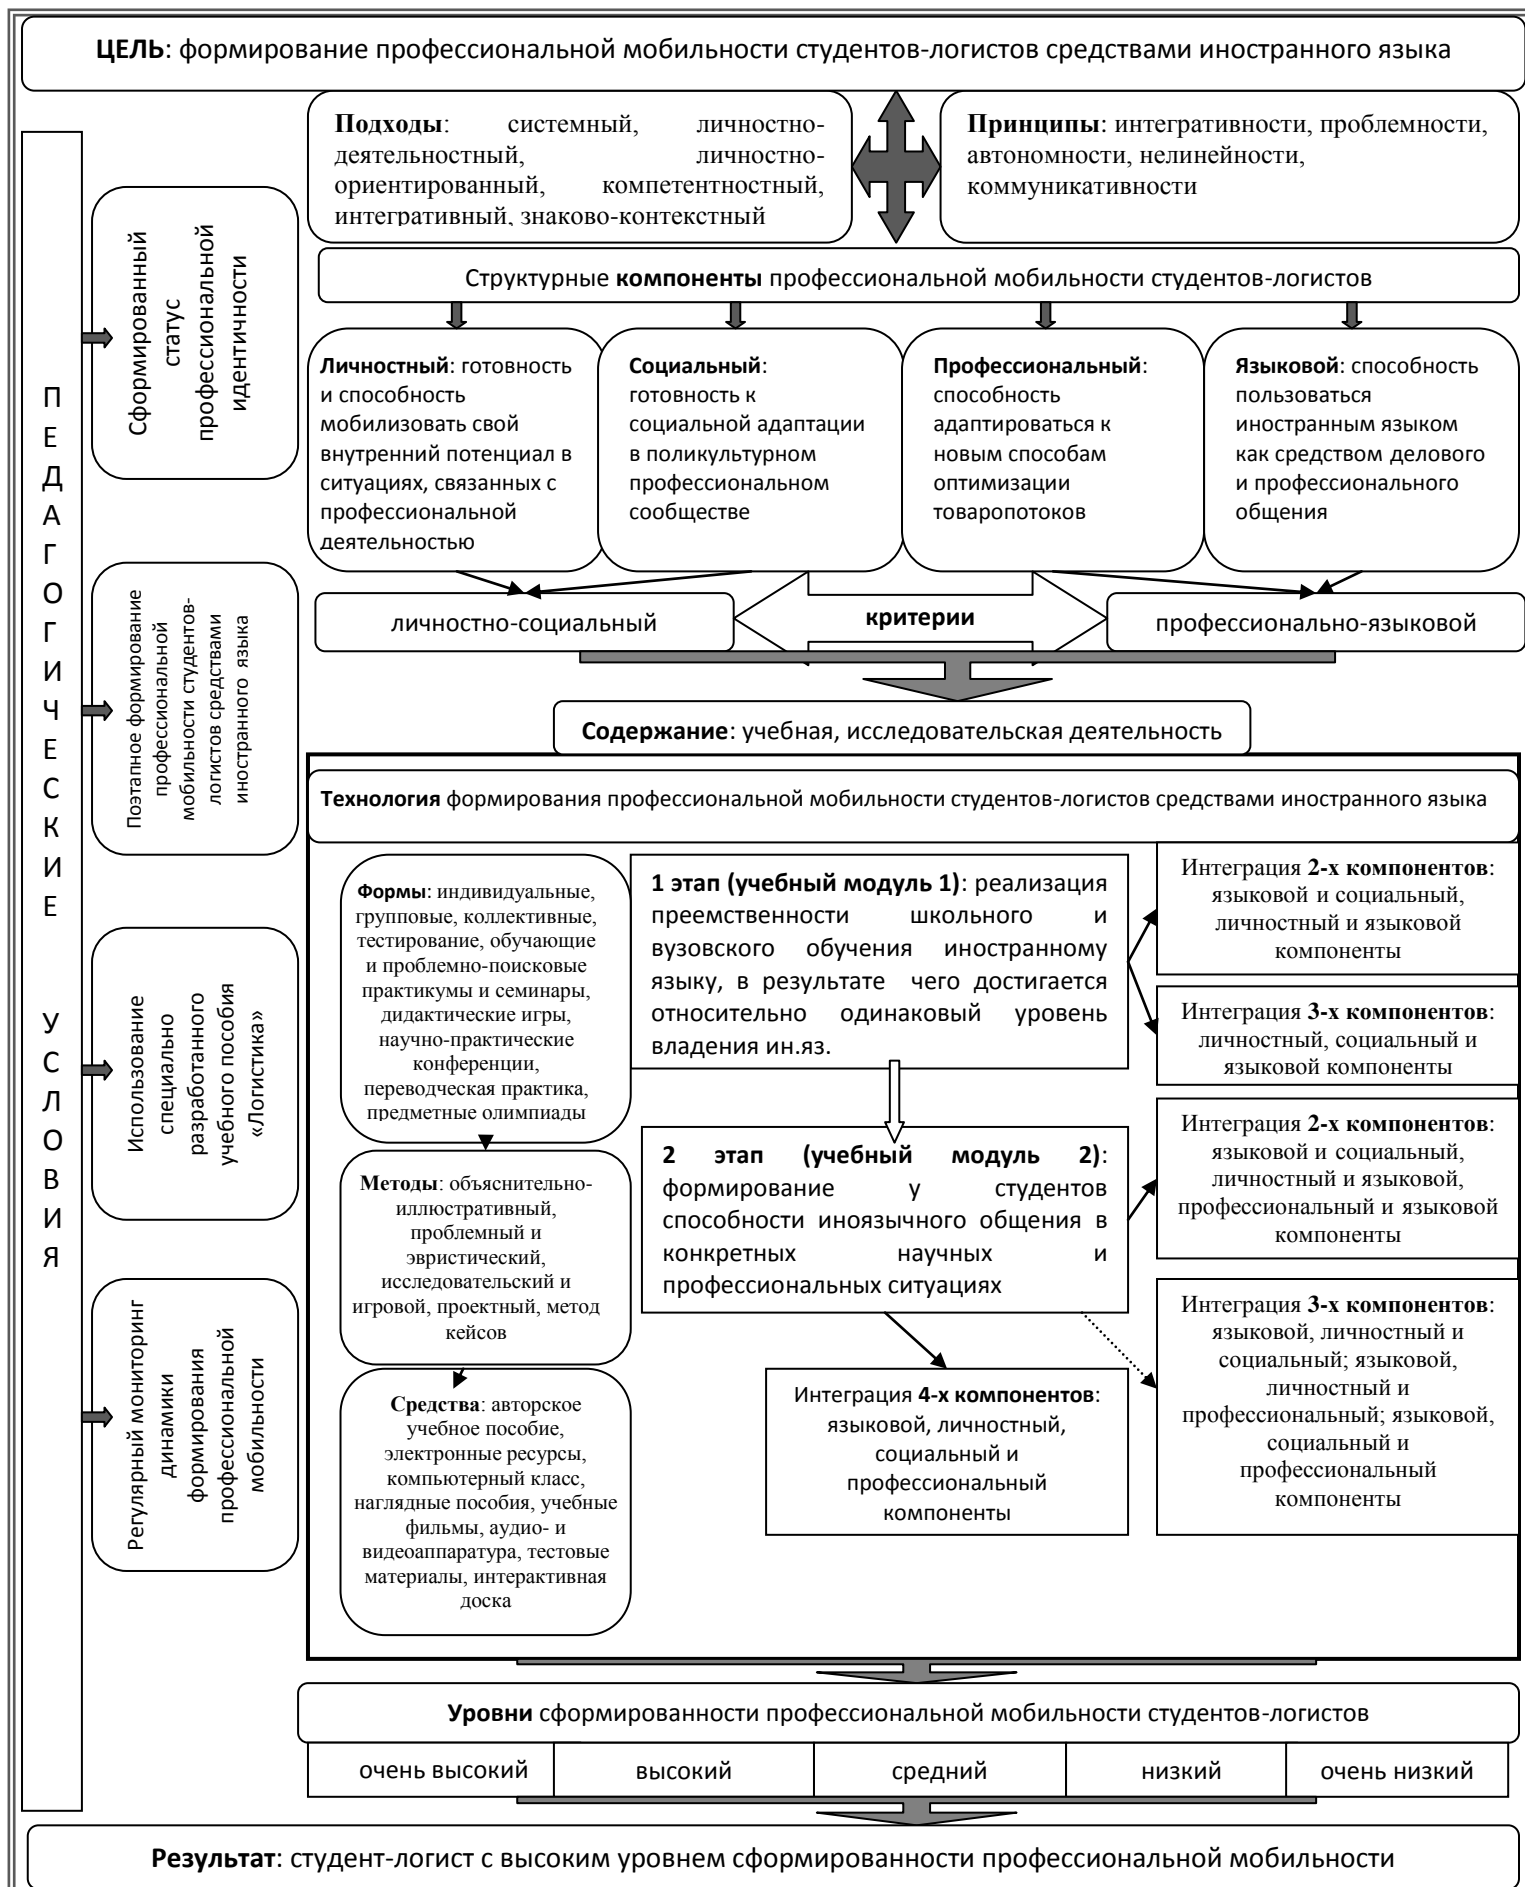 ЦЕЛЬ: формирование профессиональной мобильности студентов-логистов средствами иностранного языка
Подходы: системный, личностно-
деятельностный, личностно-
ориентированный, компетентностный,
интегративный, знаково-контекстный
Принципы: интегративности, проблемности,
автономности, нелинейности,
коммуникативности
ПЕДАГОГИЧЕСКИЕ УСЛОВИЯ
Сформированный
статус
профессиональной
идентичности
Поэтапное формирование
профессиональной
мобильности студентов-
логистов средствами
иностранного языка
Использование
специально
разработанного
учебного пособия
«Логистика»
Регулярный мониторинг
динамики
формирования
профессиональной
мобильности
Структурные компоненты профессиональной мобильности студентов-логистов
Личностный: готовность
и способность
мобилизовать свой
внутренний потенциал в
ситуациях, связанных с
профессиональной
деятельностью
Социальный:
готовность к
социальной адаптации
в поликультурном
профессиональном
сообществе
Профессиональный:
способность
адаптироваться к
новым способам
оптимизации
товаропотоков
Языковой: способность
пользоваться
иностранным языком
как средством делового
и профессионального
общения
личностно-социальный
критерии
профессионально-языковой
Содержание: учебная, исследовательская деятельность
Технология формирования профессиональной мобильности студентов-логистов средствами иностранного языка
Формы: индивидуальные,
групповые, коллективные,
тестирование, обучающие
и проблемно-поисковые
практикумы и семинары,
дидактические игры,
научно-практические
конференции,
переводческая практика,
предметные олимпиады
Методы: объяснительно-
иллюстративный,
проблемный и
эвристический,
исследовательский и
игровой, проектный, метод
кейсов
Средства: авторское
учебное пособие,
электронные ресурсы,
компьютерный класс,
наглядные пособия, учебные
фильмы, аудио- и
видеоаппаратура, тестовые
материалы, интерактивная
доска
1 этап (учебный модуль 1): реализация
преемственности школьного и
вузовского обучения иностранному
языку, в результате чего достигается
относительно одинаковый уровень
владения ин.яз.
2 этап (учебный модуль 2):
формирование у студентов
способности иноязычного общения в
конкретных научных и
профессиональных ситуациях
Интеграция 4-х компонентов:
языковой, личностный,
социальный и
профессиональный
компоненты
Интеграция 2-х компонентов:
языковой и социальный,
личностный и языковой
компоненты
Интеграция 3-х компонентов:
личностный, социальный и
языковой компоненты
Интеграция 2-х компонентов:
языковой и социальный,
личностный и языковой,
профессиональный и языковой
компоненты
Интеграция 3-х компонентов:
языковой, личностный и
социальный; языковой,
личностный и
профессиональный; языковой,
социальный и
профессиональный
компоненты
Уровни сформированности профессиональной мобильности студентов-логистов
очень высокий
высокий
средний
низкий
очень низкий
Результат: студент-логист с высоким уровнем сформированности профессиональной мобильности